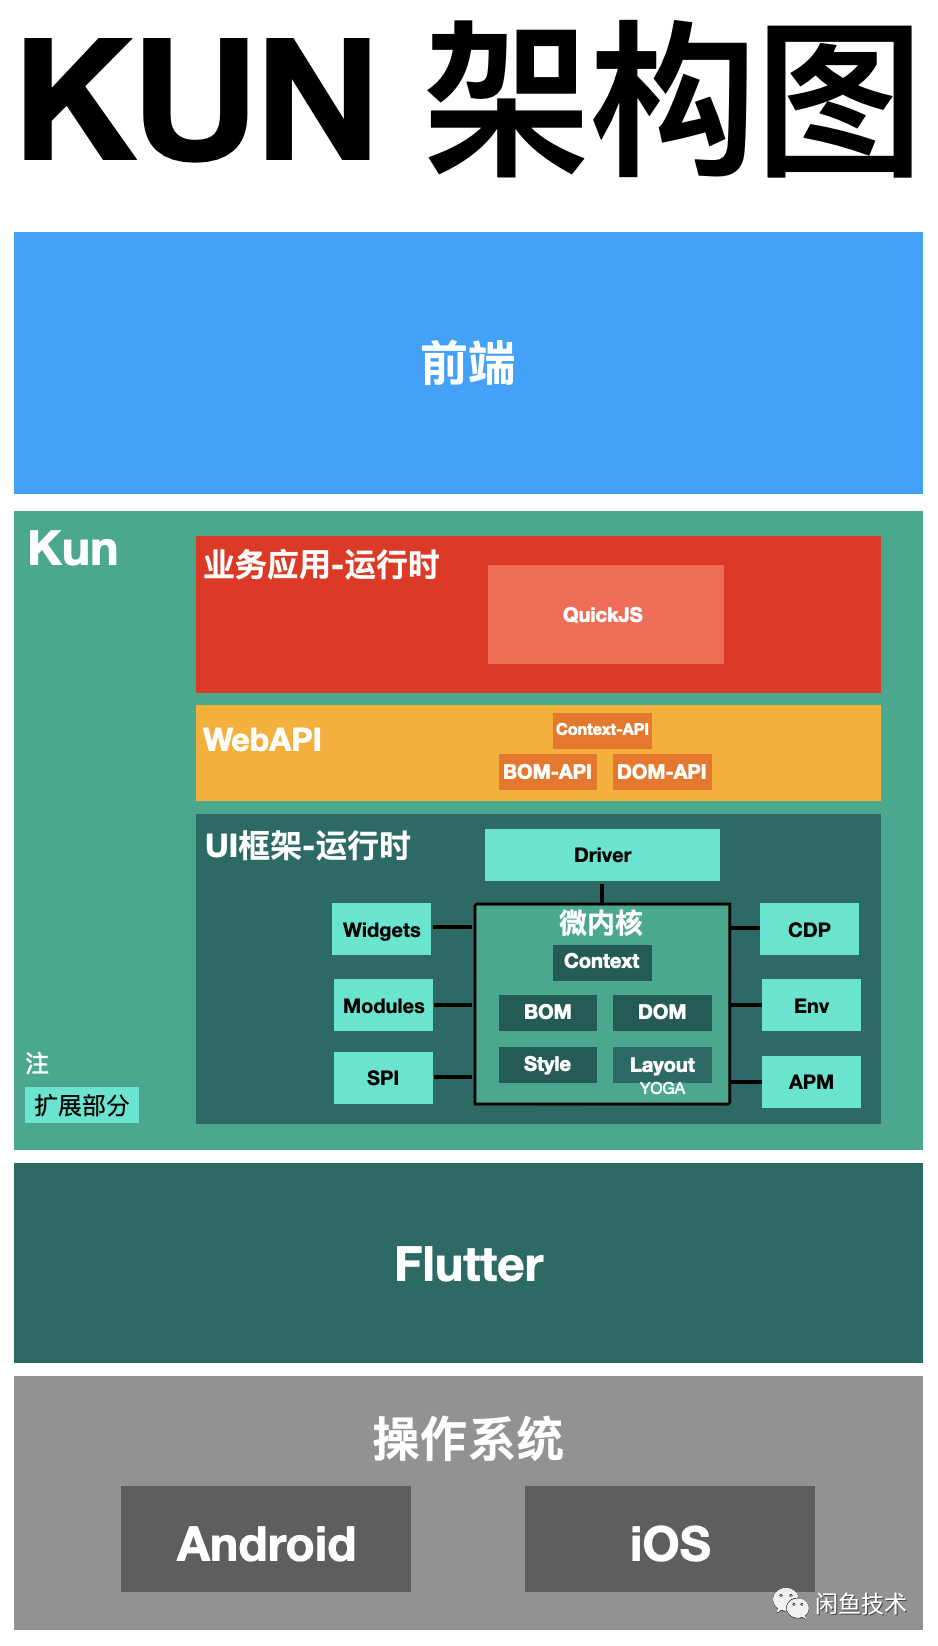 KUN 架构图
前端
Kun
业务应用-运行时
QuickJS
WebAPI
Context-API
BOM-API
DOM-API
UI框架-运行时
Driver
Widgets
微内核
CDP
Context
Modules
BOM
DOM
Env
SPI
Style
Layout
YOGA
APM
注
扩展部分
Flutter
操作系统
Android
iOS
闲鱼技术